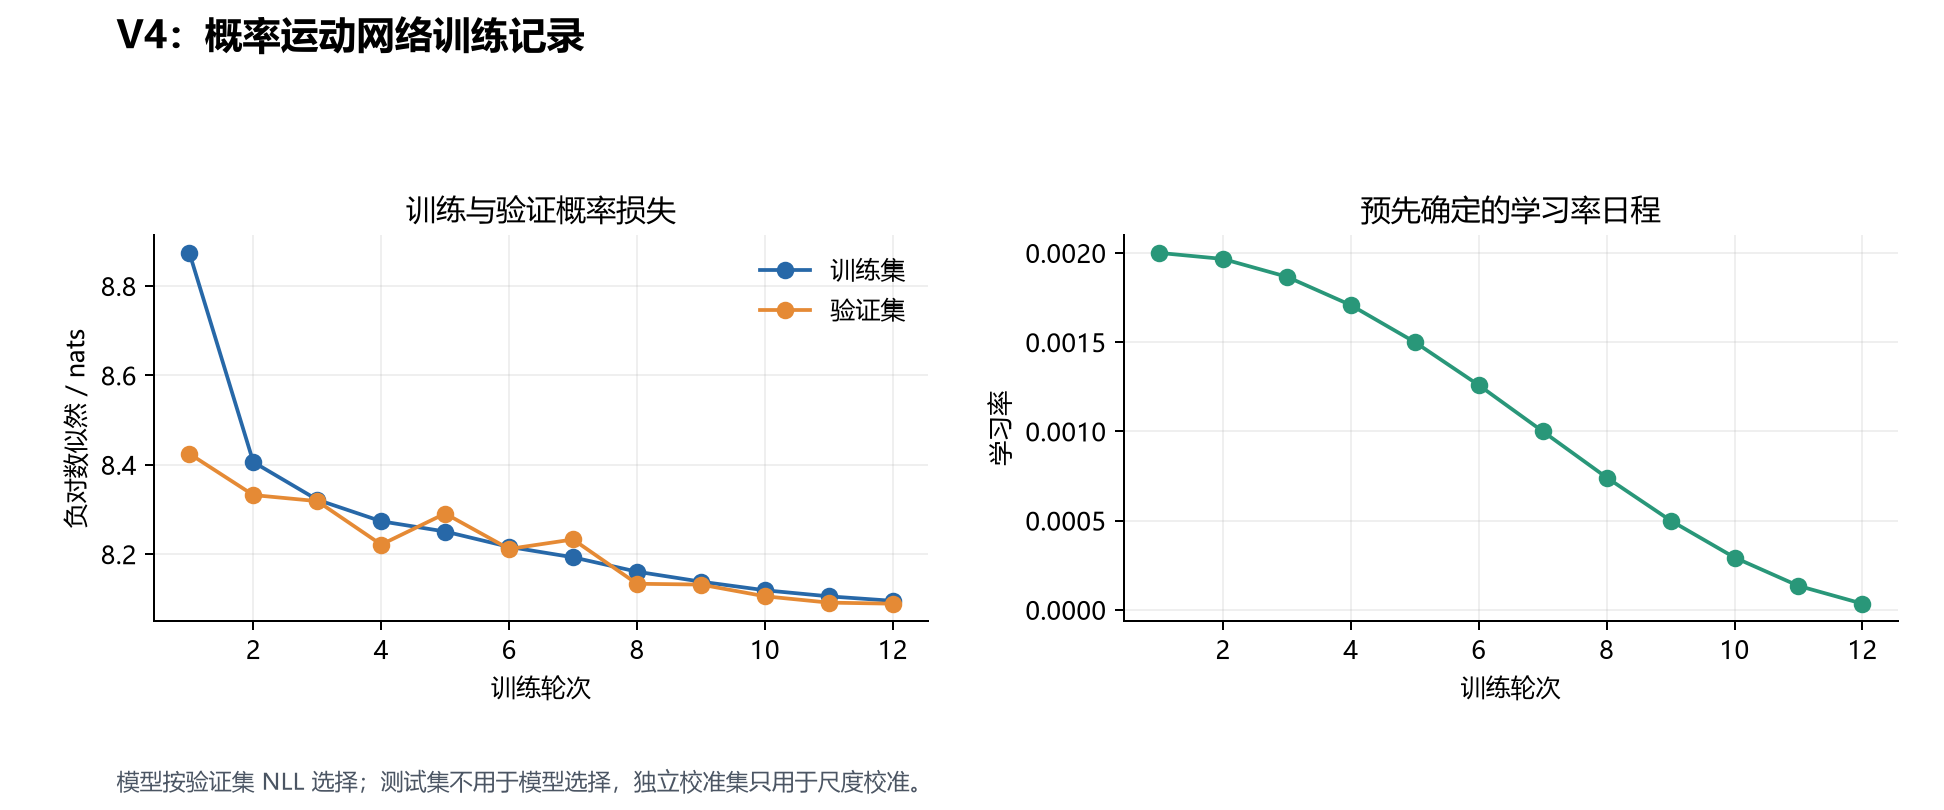 V4：概率运动网络训练记录
训练与验证概率损失
负对数似然 / nats
8.8
8.6
8.4
8.2
训练集
验证集
2 4 6 8 10 12
训练轮次
预先确定的学习率日程
学习率
0.0020
0.0015
0.0010
0.0005
0.0000
2 4 6 8 10 12
训练轮次
模型按验证集 NLL 选择；测试集不用于模型选择，独立校准集只用于尺度校准。